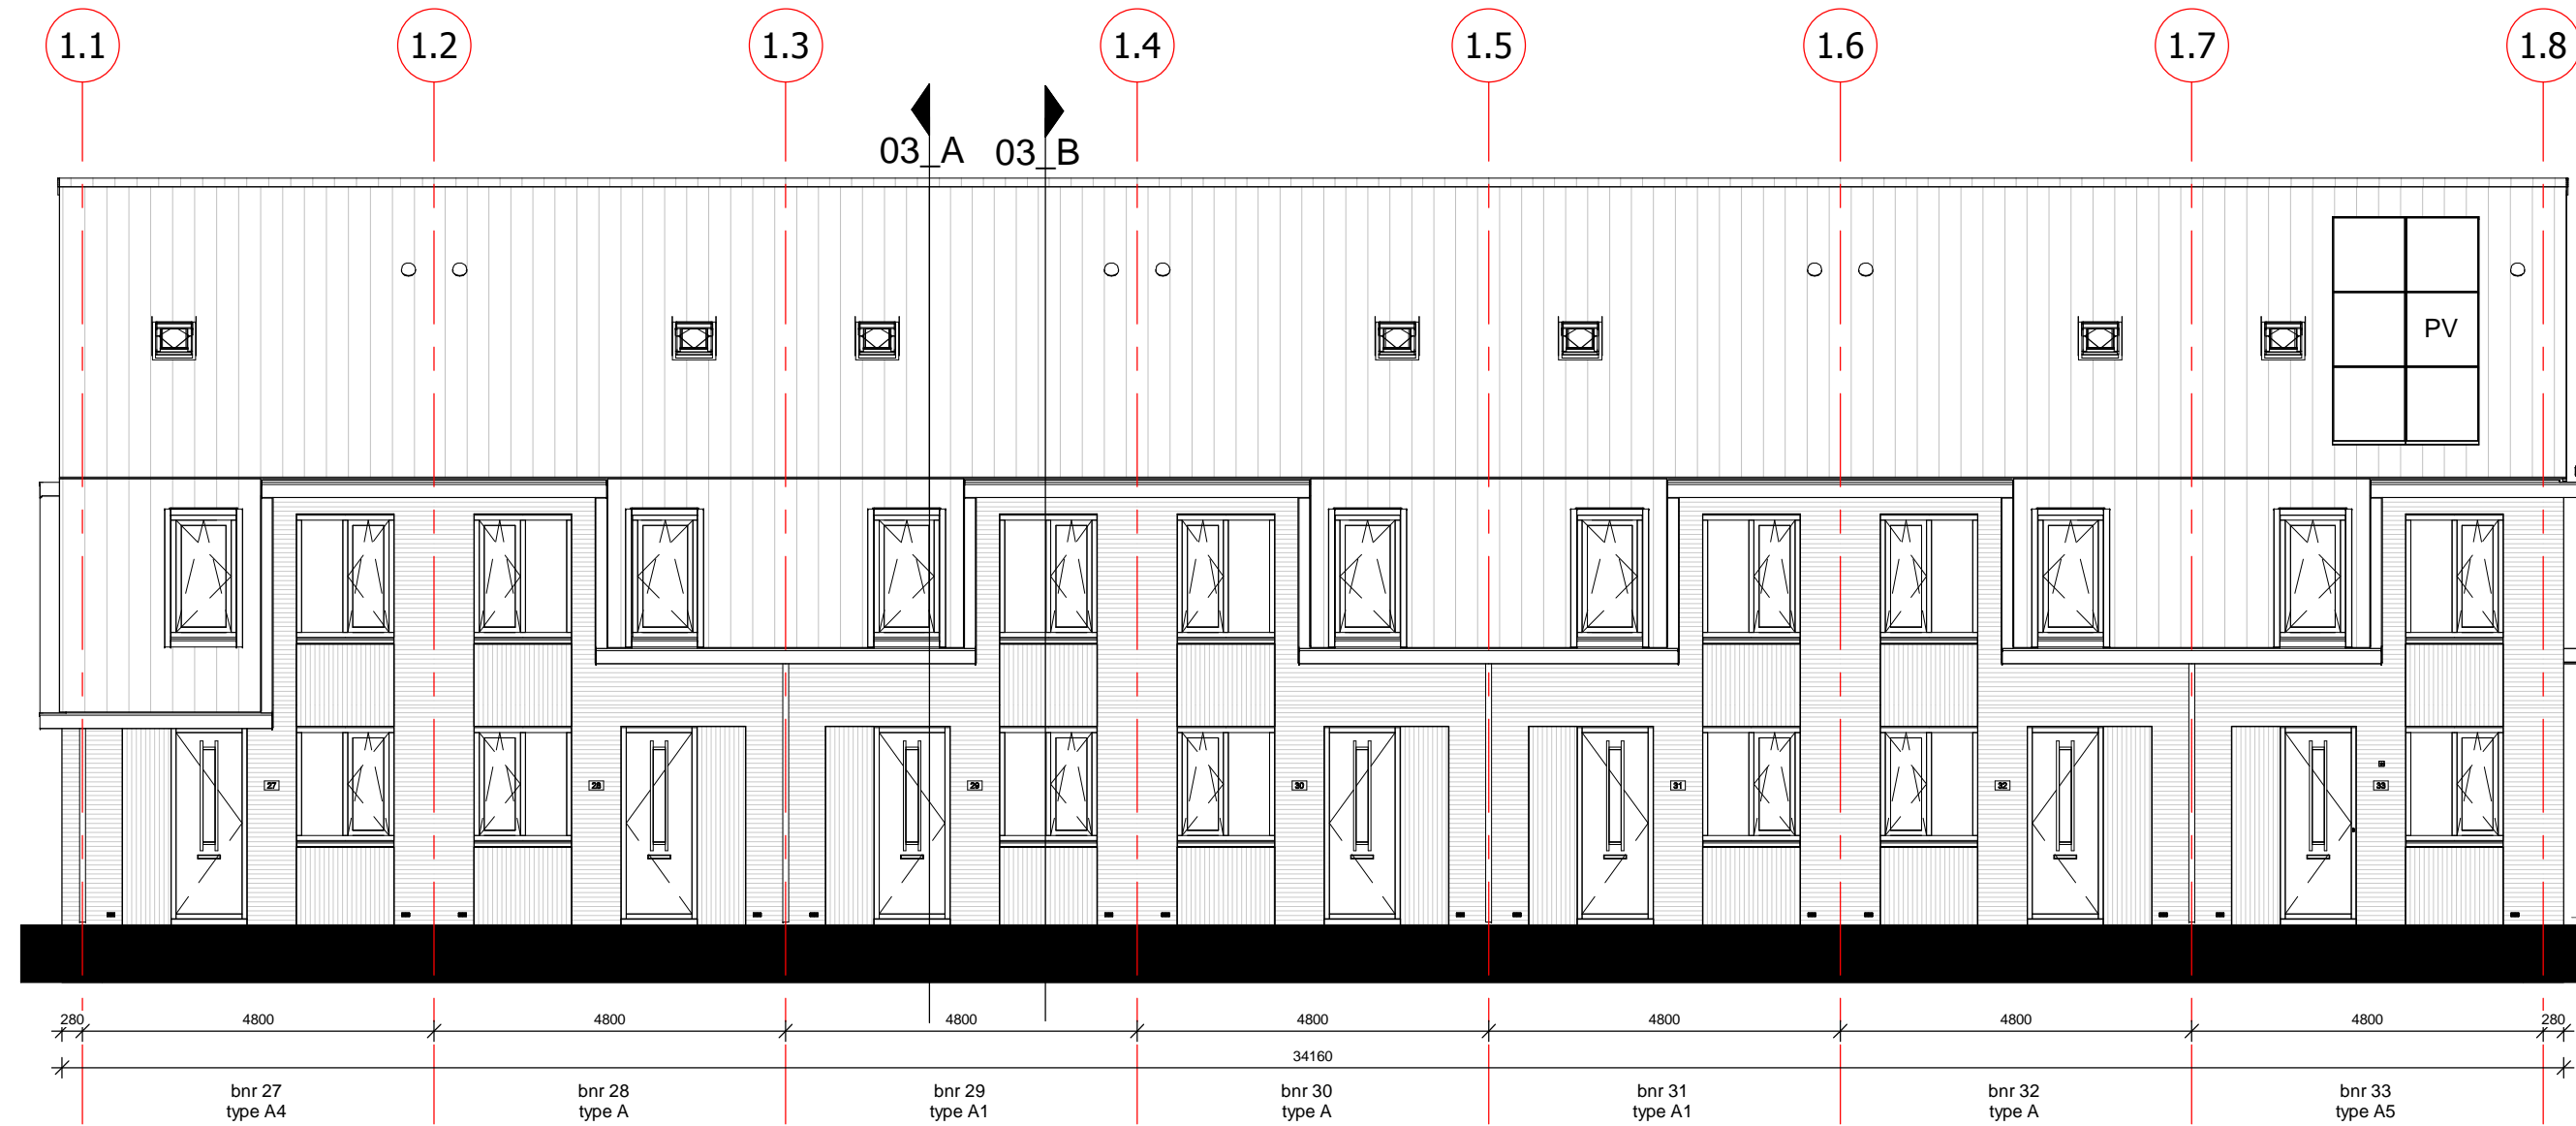 1.1 1.2 1.3 1.4 1.5 1.6 1.7 1.8
03_A 03_B
PV
27 28 29 30 31 32 33
280 4800 4800 4800 4800 4800 4800 4800 280
34160
bnr 27 bnr 28 bnr 29 bnr 30 bnr 31 bnr 32 bnr 33
type A4 type A type A1 type A type A1 type A type A5